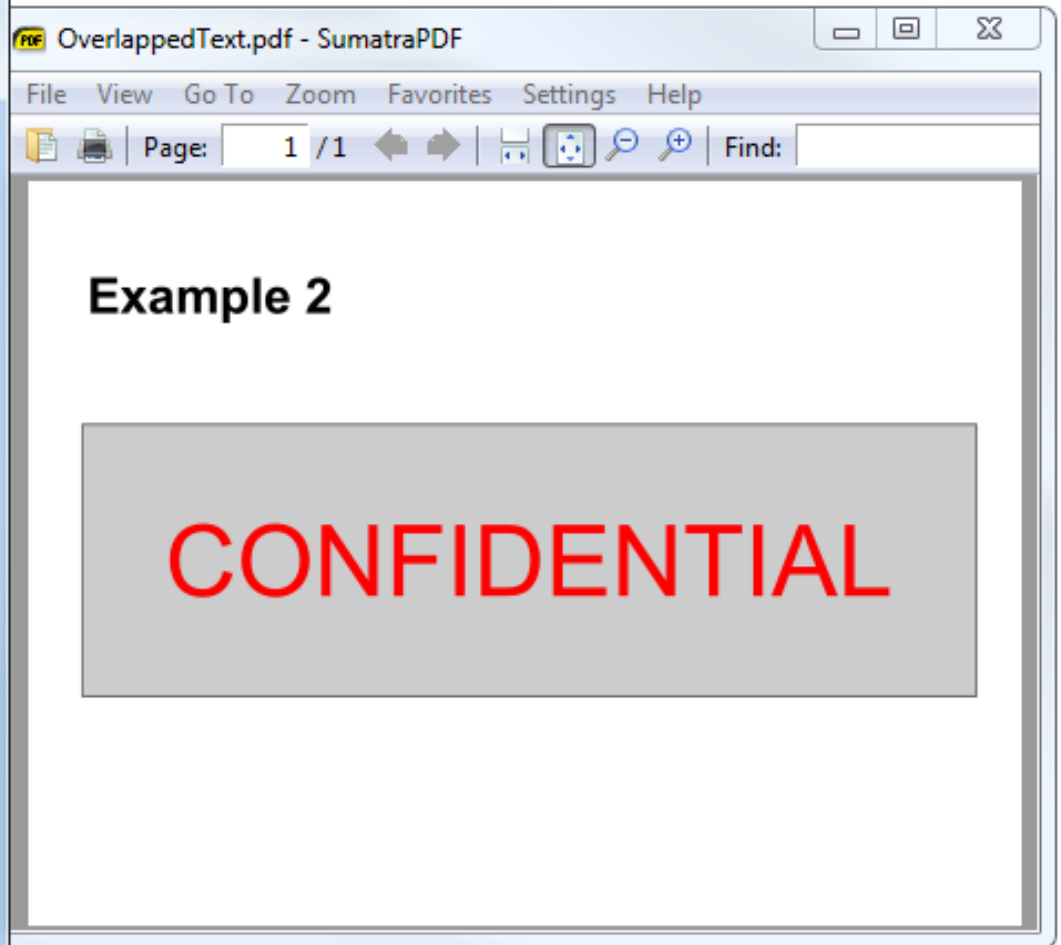 OverlappedText.pdf - SumatraPDF
File View Go To Zoom Favorites Settings Help
Page: 1 / 1 Find:
Example 2
CONFIDENTIAL